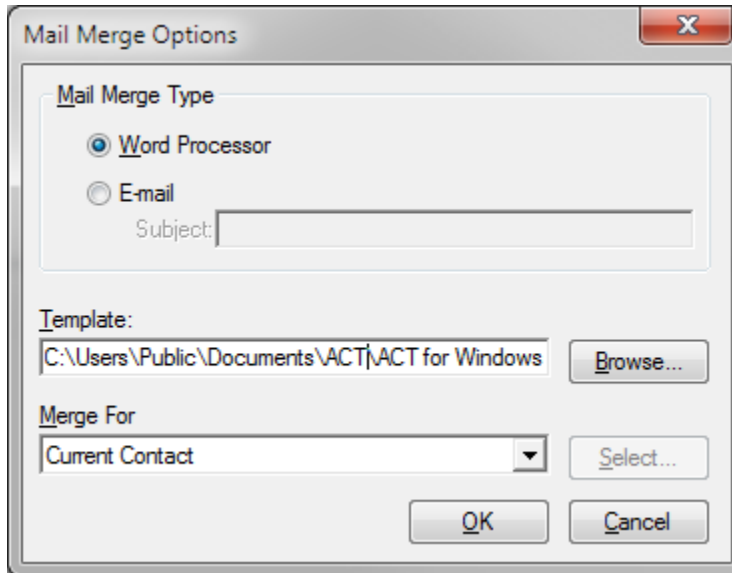 Mail Merge Options
Mail Merge Type
Word Processor
E-mail
Subject:
Template:
C:\Users\Public\Documents\ACT\ACT for Windows
Browse...
Merge For
Current Contact
Select...
OK
Cancel